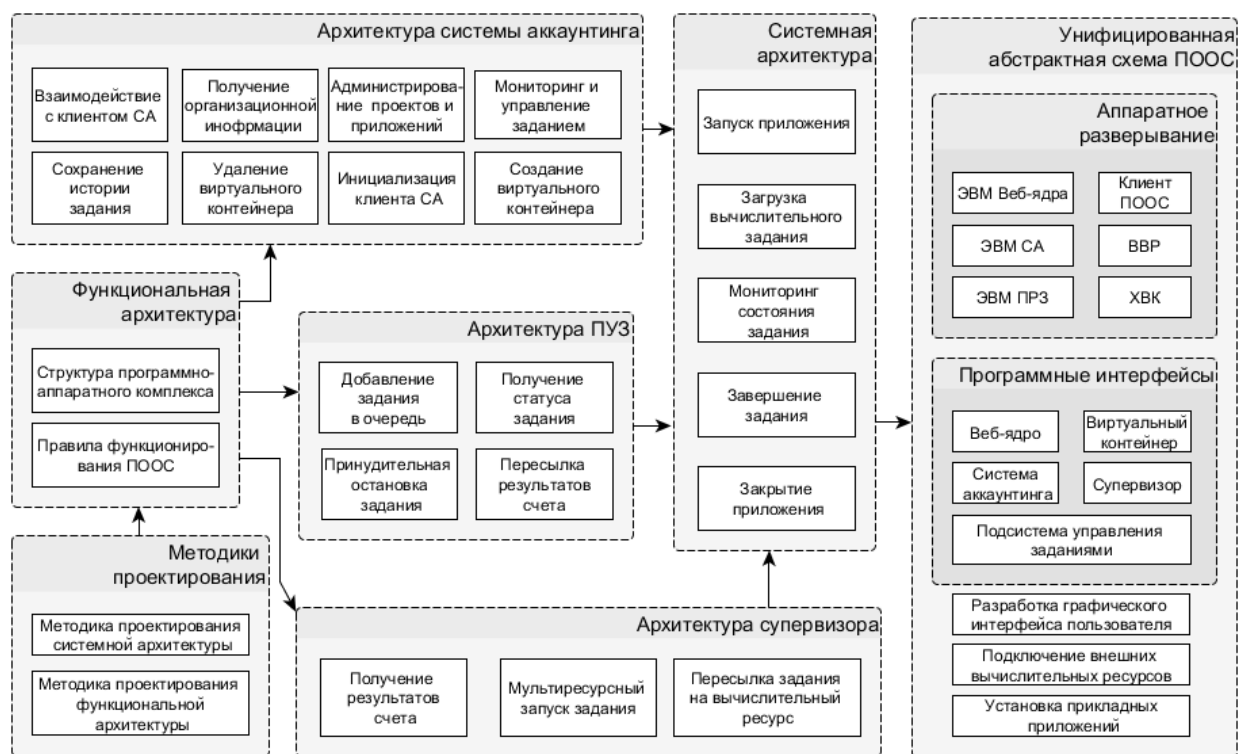 Архитектура системы аккаунтинга
Взаимодействие
с клиентом СА
Получение
организационной
инофрмации
Администрирова-
ние проектов и
приложений
Мониторинг и
управление
заданием
Сохранение
истории
задания
Удаление
виртуального
контейнера
Инициализация
клиента СА
Создание
виртуального
контейнера
Функциональная
архитектура
Структура программно-
аппаратного комплекса
Правила функциониро-
вания ПООС
Методики
проектирования
Методика проектирования
системной архитектуры
Методика проектирования
функциональной
архитектуры
Архитектура ПУЗ
Добавление
задания
в очередь
Получение
статуса
задания
Принудительная
остановка
задания
Пересылка
результатов
счета
Архитектура супервизора
Получение
результатов
счета
Мультиресурсный
запуск задания
Пересылка задания
на вычислительный
ресурс
Системная
архитектура
Запуск приложения
Загрузка
вычислительного
задания
Мониторинг
состояния
задания
Завершение
задания
Закрытие
приложения
Унифицированная
абстрактная схема ПООС
Аппаратное
разверывание
ЭВМ Веб-ядра
Клиент
ПООС
ЭВМ СА
ВВР
ЭВМ ПРЗ
ХВК
Программные интерфейсы
Веб-ядро
Виртуальный
контейнер
Система
аккаунтинга
Супервизор
Подсистема управления
заданиями
Разработка графического
интерфейса пользователя
Подключение внешних
вычислительных ресурсов
Установка прикладных
приложений